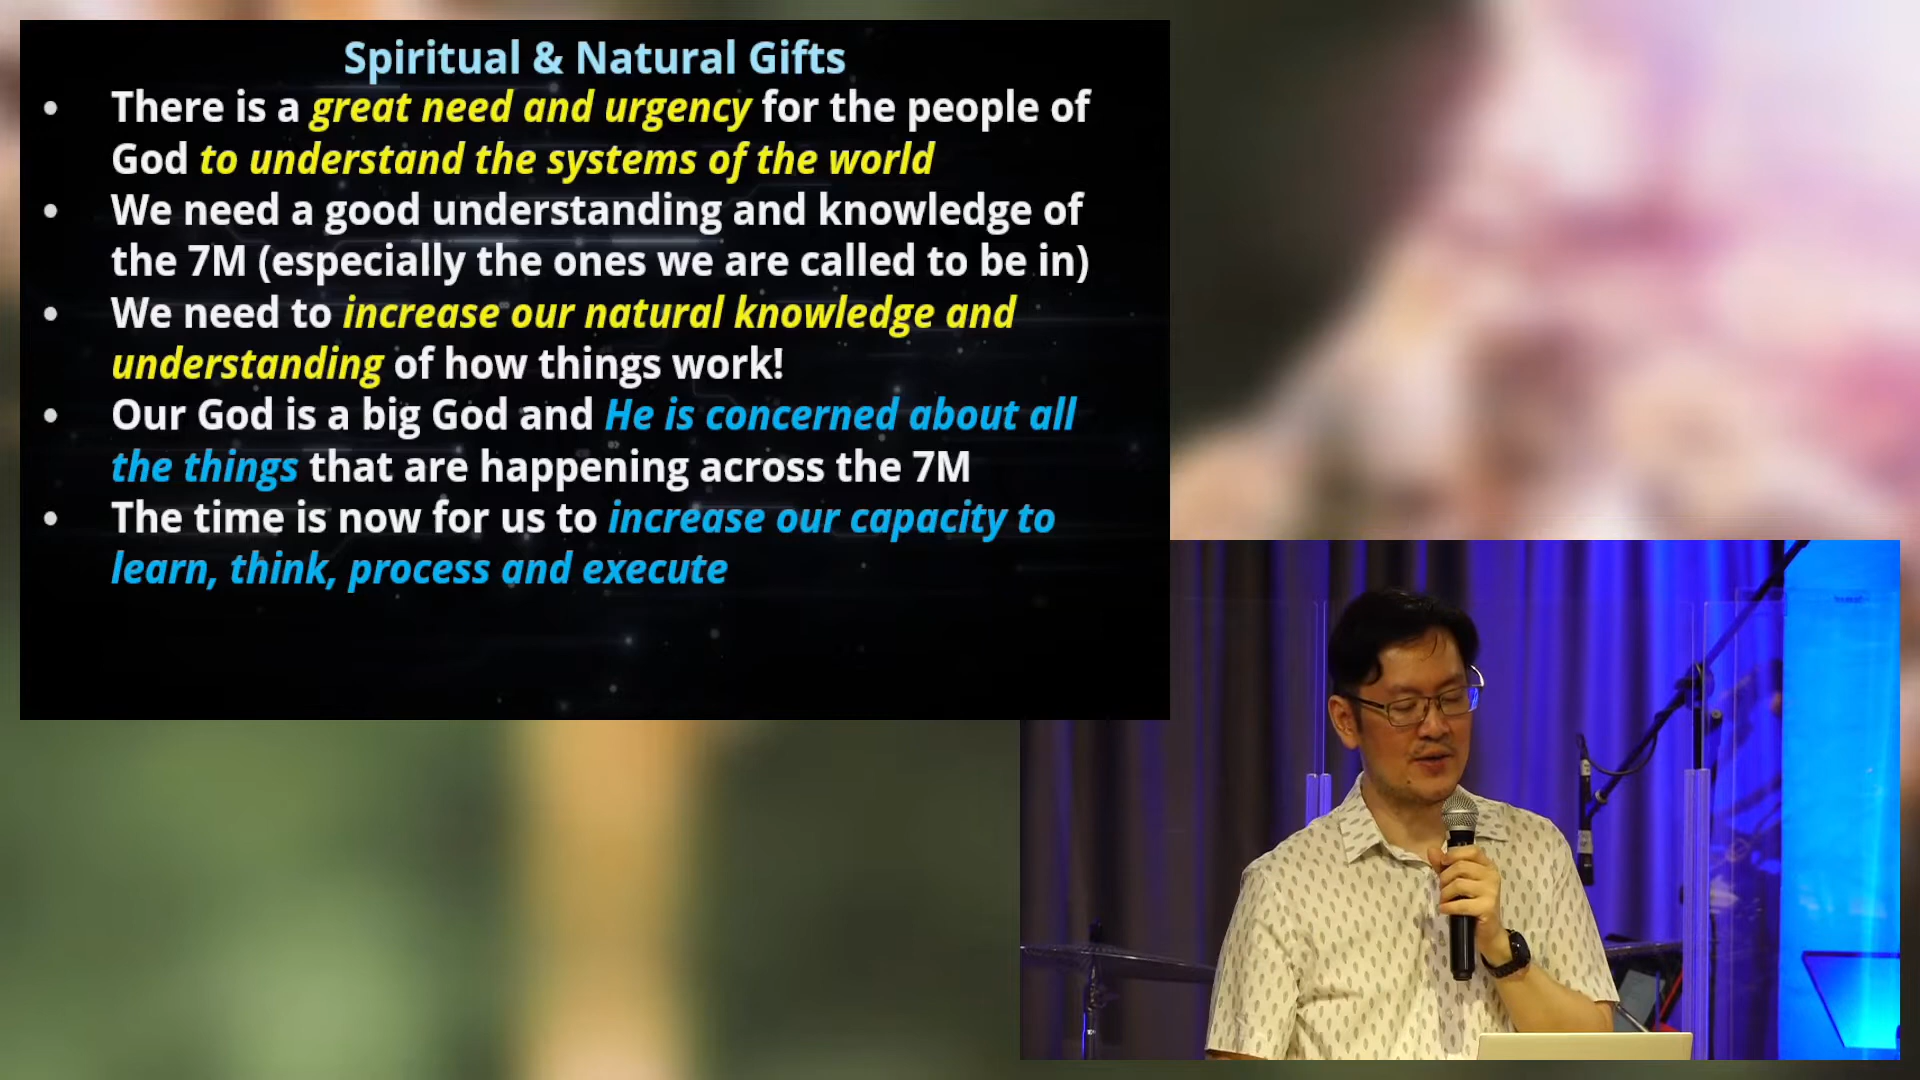 Spiritual & Natural Gifts
• There is a great need and urgency for the people of
God to understand the systems of the world
• We need a good understanding and knowledge of
the 7M (especially the ones we are called to be in)
• We need to increase our natural knowledge and
understanding of how things work!
• Our God is a big God and He is concerned about all
the things that are happening across the 7M
• The time is now for us to increase our capacity to
learn, think, process and execute